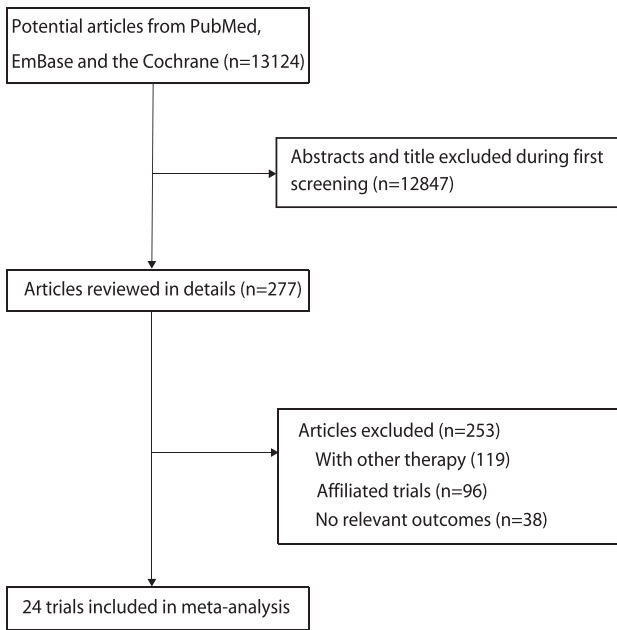 Potential articles from PubMed,
EmBase and the Cochrane (n=13124)
Abstracts and title excluded during first
screening (n=12847)
Articles reviewed in details (n=277)
Articles excluded (n=253)
With other therapy (119)
Affiliated trials (n=96)
No relevant outcomes (n=38)
24 trials included in meta-analysis